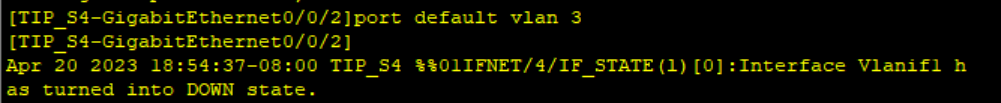 [TIP_S4-GigabitEthernet0/0/2]port default vlan 3
[TIP_S4-GigabitEthernet0/0/2]
Apr 20 2023 18:54:37-08:00 TIP_S4 %%01IFNET/4/IF_STATE(l)[0]:Interface Vlanif1 h
as turned into DOWN state.